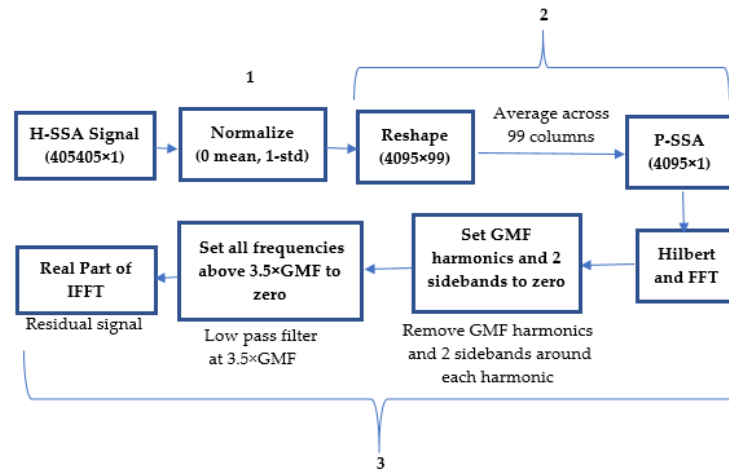 2
1
H-SSA Signal
(405405×1)
Normalize
(0 mean, 1-std)
Reshape
(4095×99)
Average across
99 columns
P-SSA
(4095×1)
Hilbert
and FFT
Set GMF
harmonics and 2
sidebands to zero
Remove GMF harmonics
and 2 sidebands around
each harmonic
Set all frequencies
above 3.5×GMF to
zero
Low pass filter
at 3.5×GMF
Real Part of
IFFT
Residual signal
3